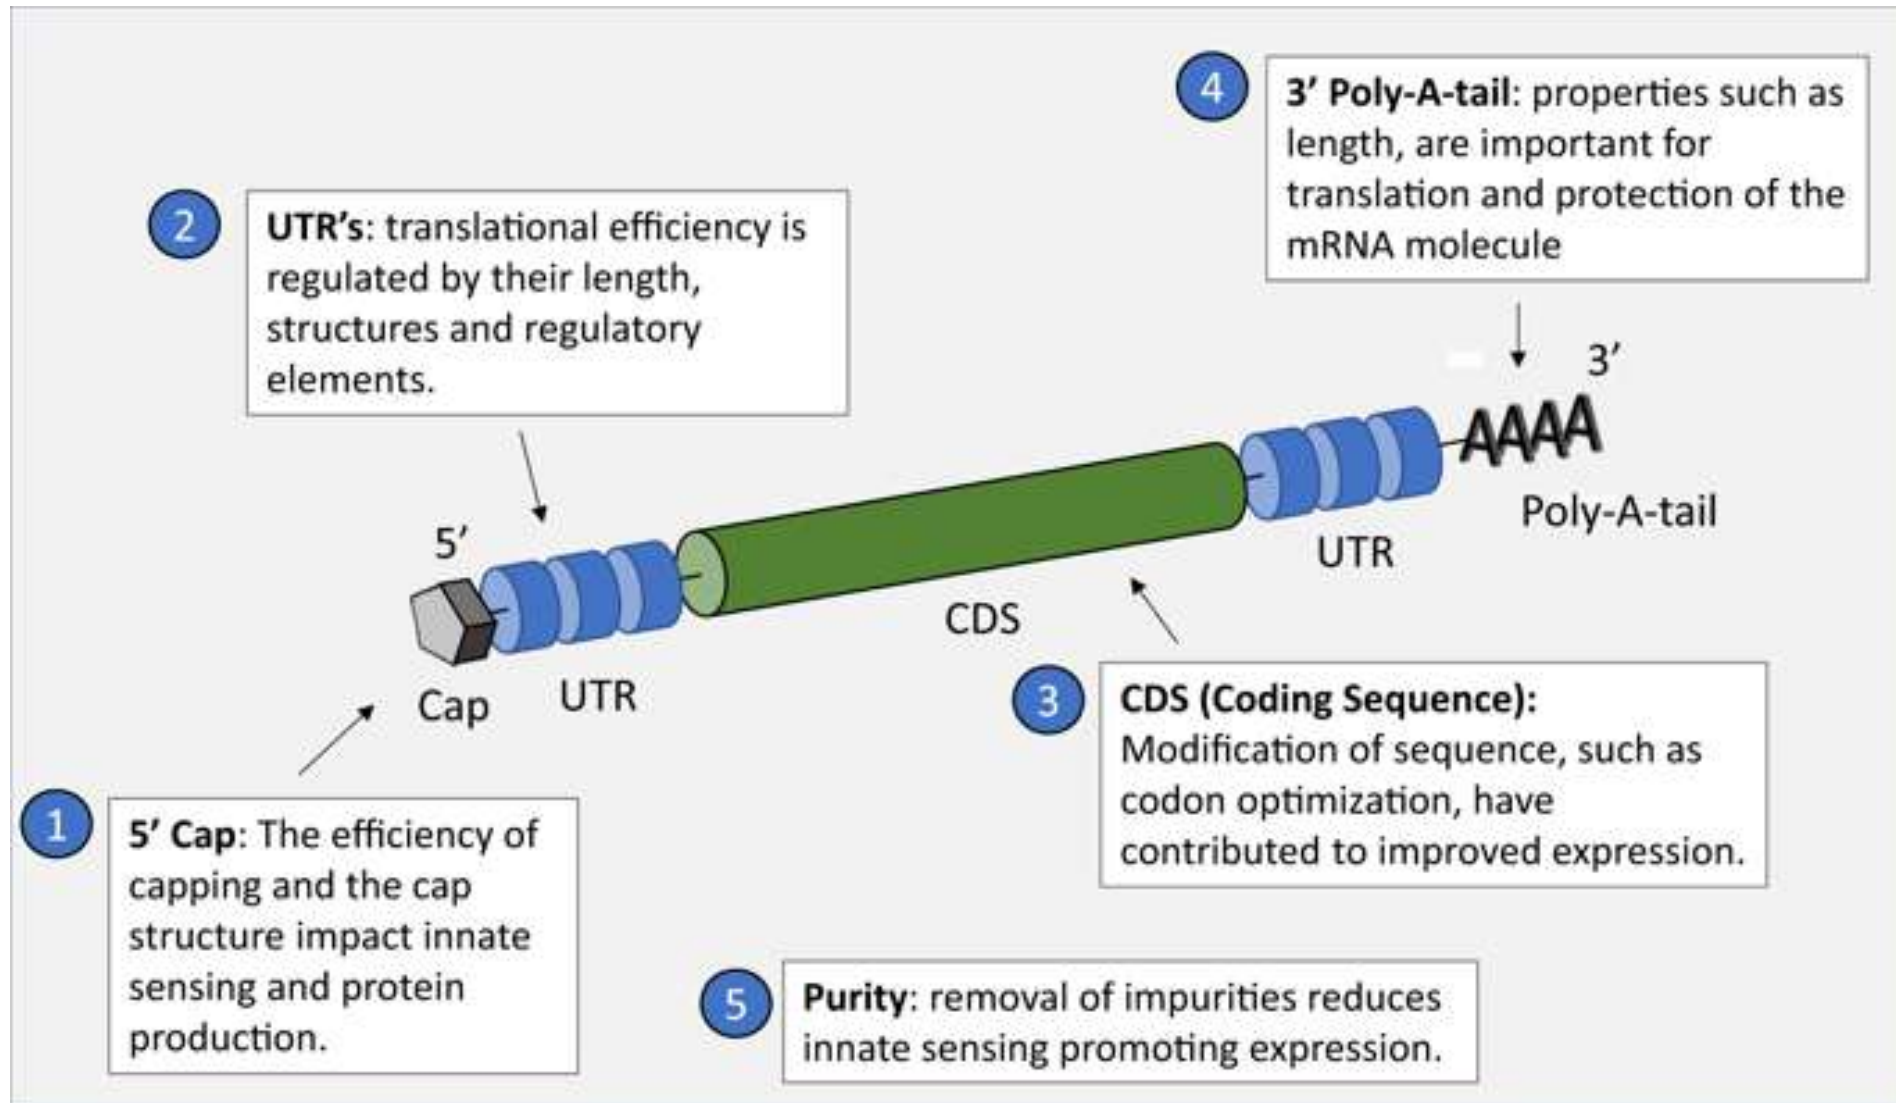 4
3′ Poly-A-tail: properties such as
length, are important for
translation and protection of the
mRNA molecule
2
UTR’s: translational efficiency is
regulated by their length,
structures and regulatory
elements.
3′
AAAA
Poly-A-tail
UTR
5′
CDS
Cap
UTR
3
CDS (Coding Sequence):
Modification of sequence, such as
codon optimization, have
contributed to improved expression.
1
5′ Cap: The efficiency of
capping and the cap
structure impact innate
sensing and protein
production.
5
Purity: removal of impurities reduces
innate sensing promoting expression.